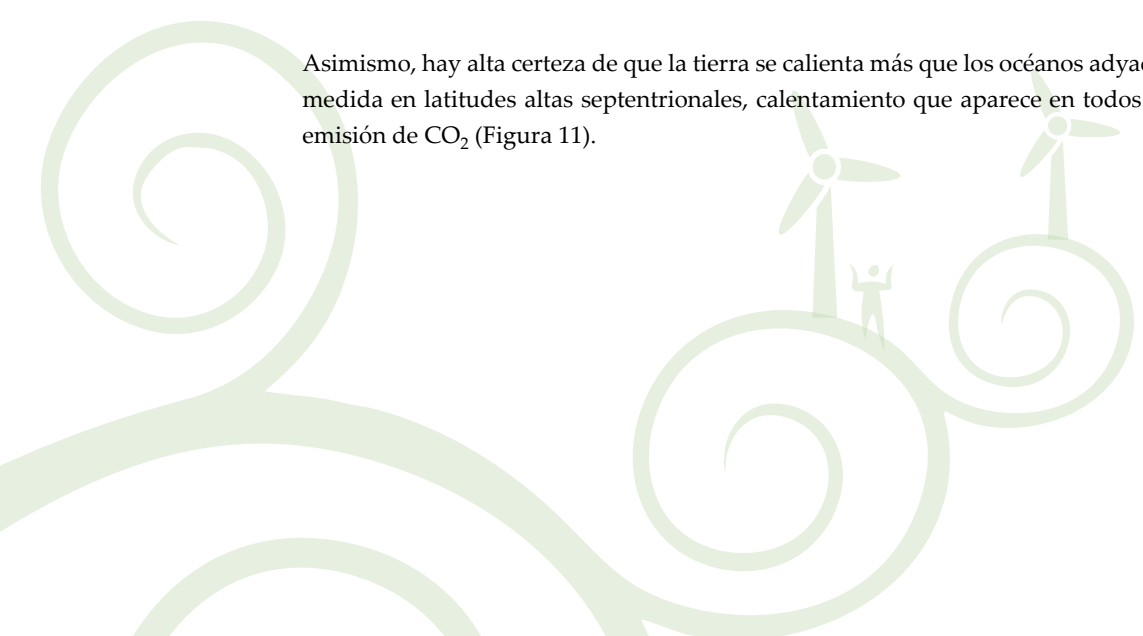 Asimismo, hay alta certeza de que la tierra se calienta más que los océanos
medida en latitudes altas septentrionales, calentamiento que aparece en todos
emisión de CO₂ (Figura 11).